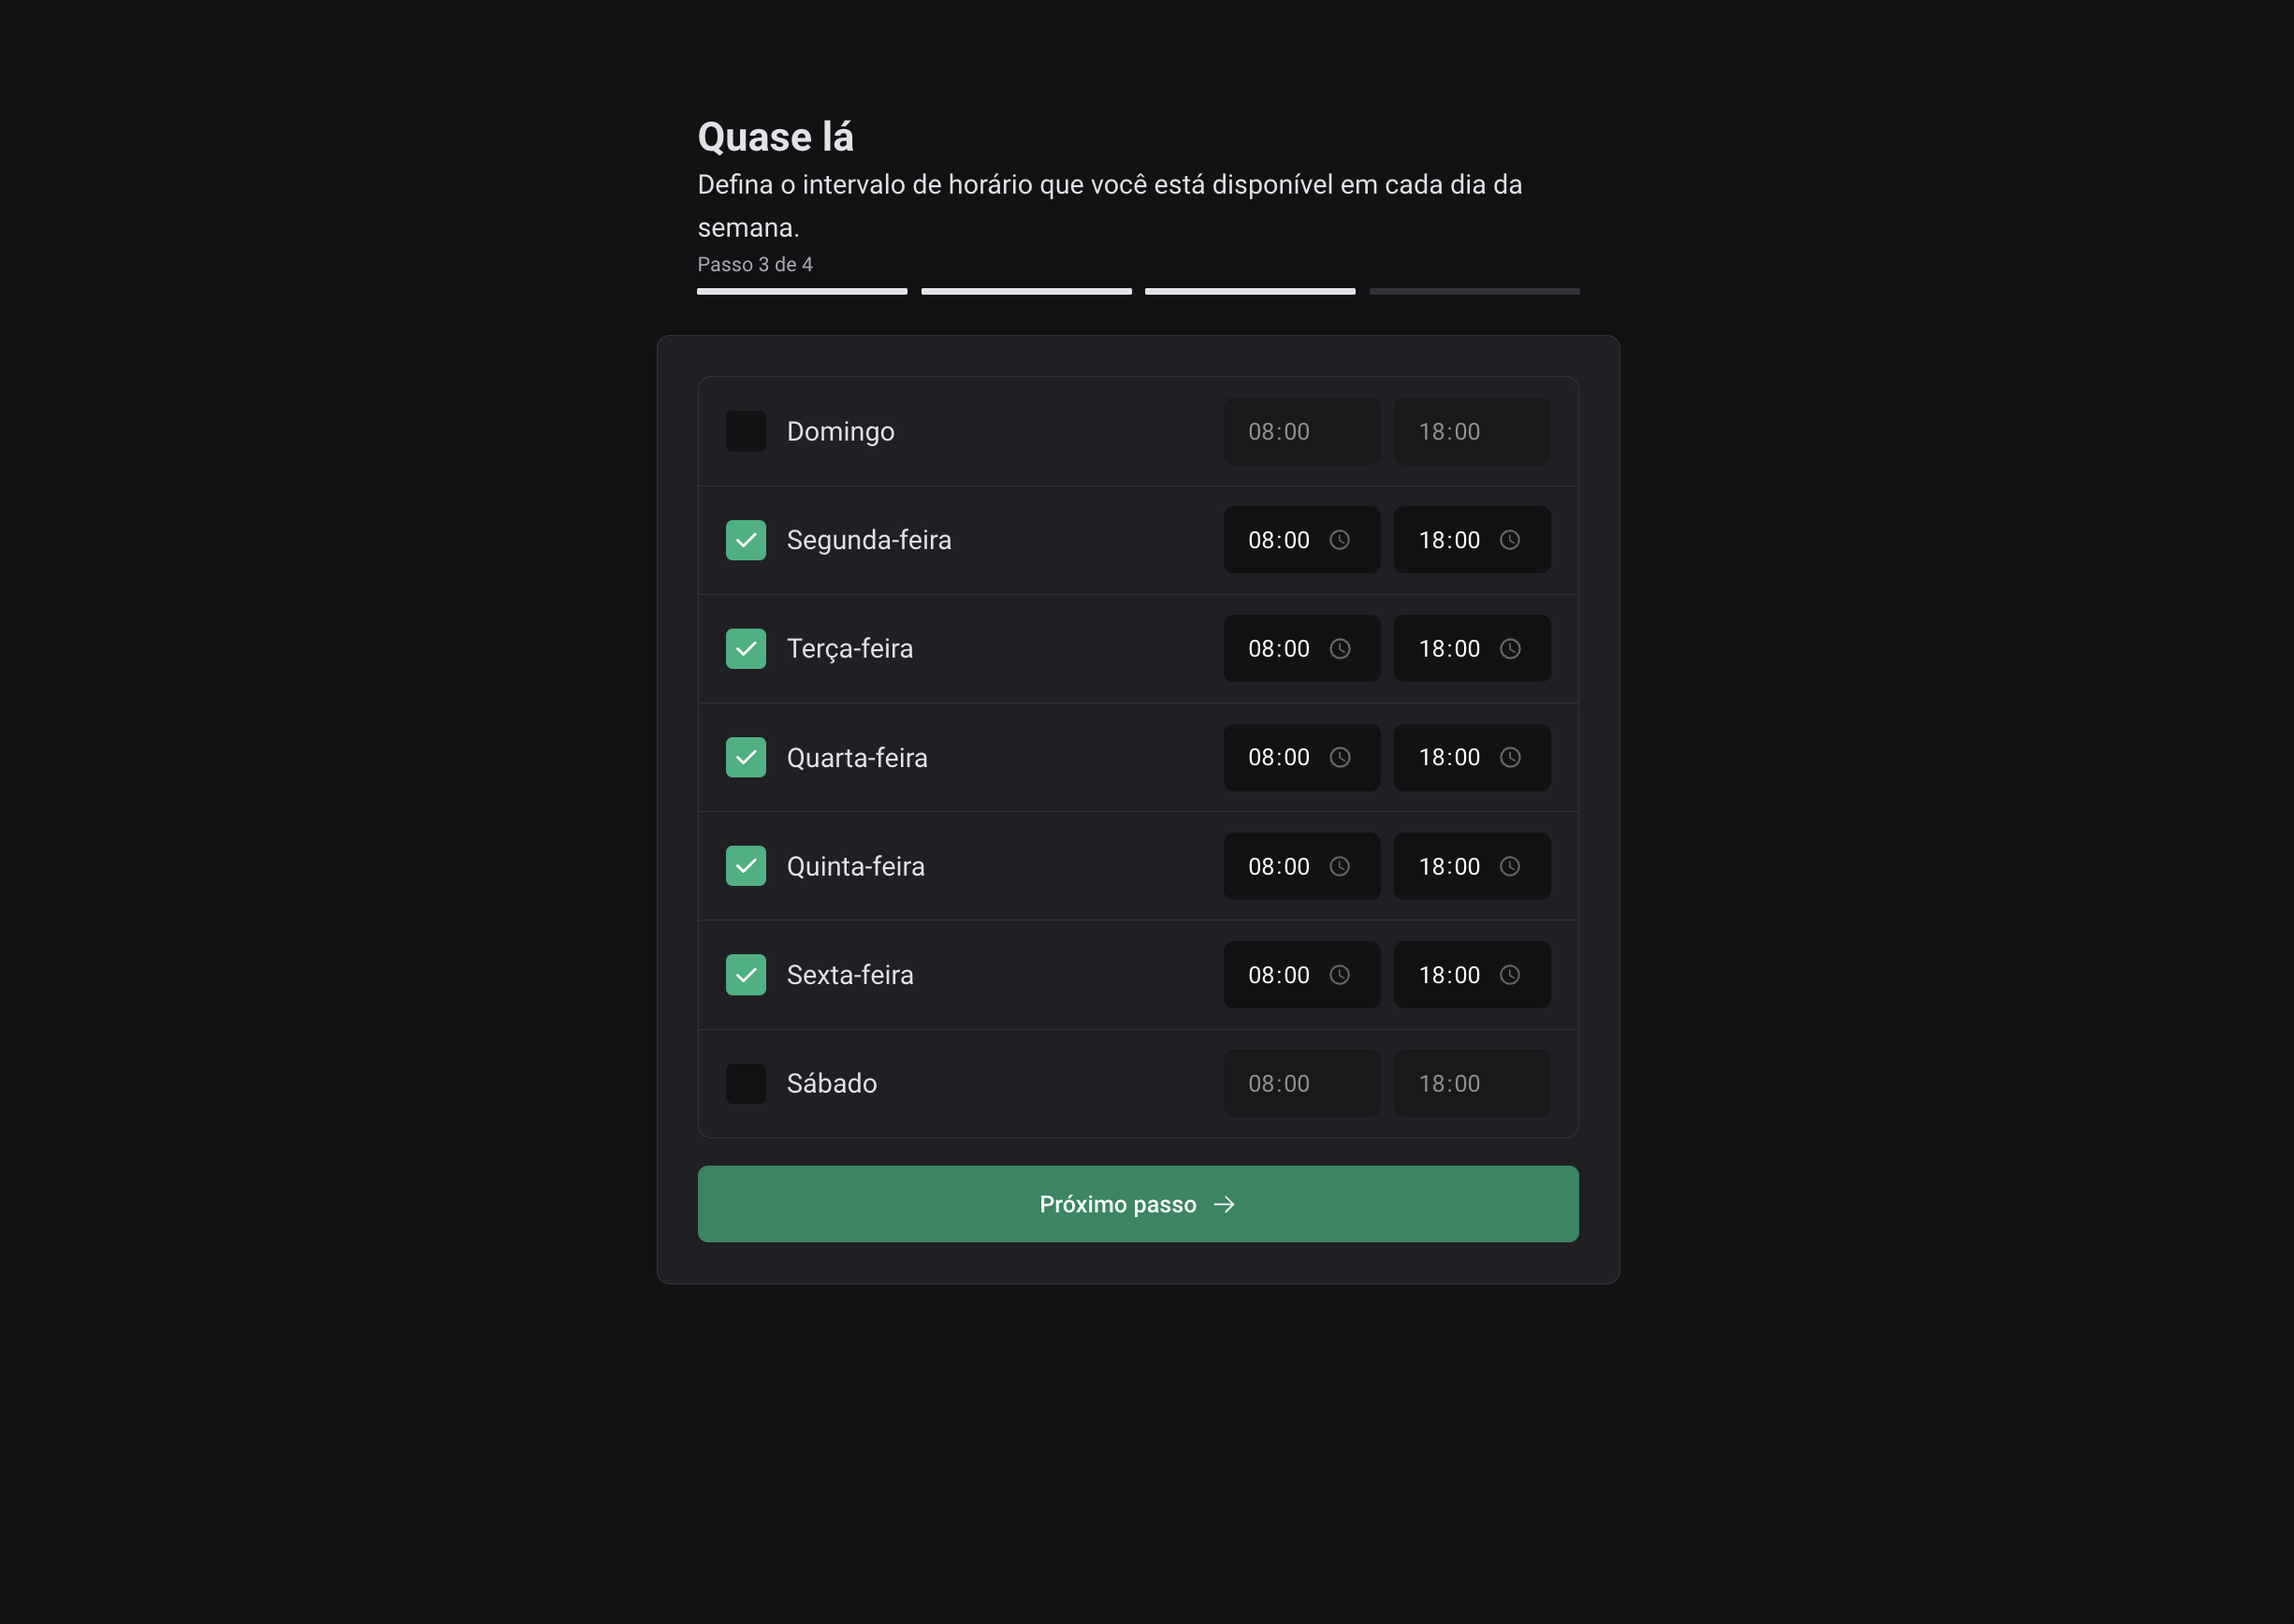 Quase lá
Defina o intervalo de horário que você está disponível em cada dia da
semana.
Passo 3 de 4
Domingo 08:00 18:00
Segunda-feira 08:00 18:00
Terça-feira 08:00 18:00
Quarta-feira 08:00 18:00
Quinta-feira 08:00 18:00
Sexta-feira 08:00 18:00
Sábado 08:00 18:00
Próximo passo